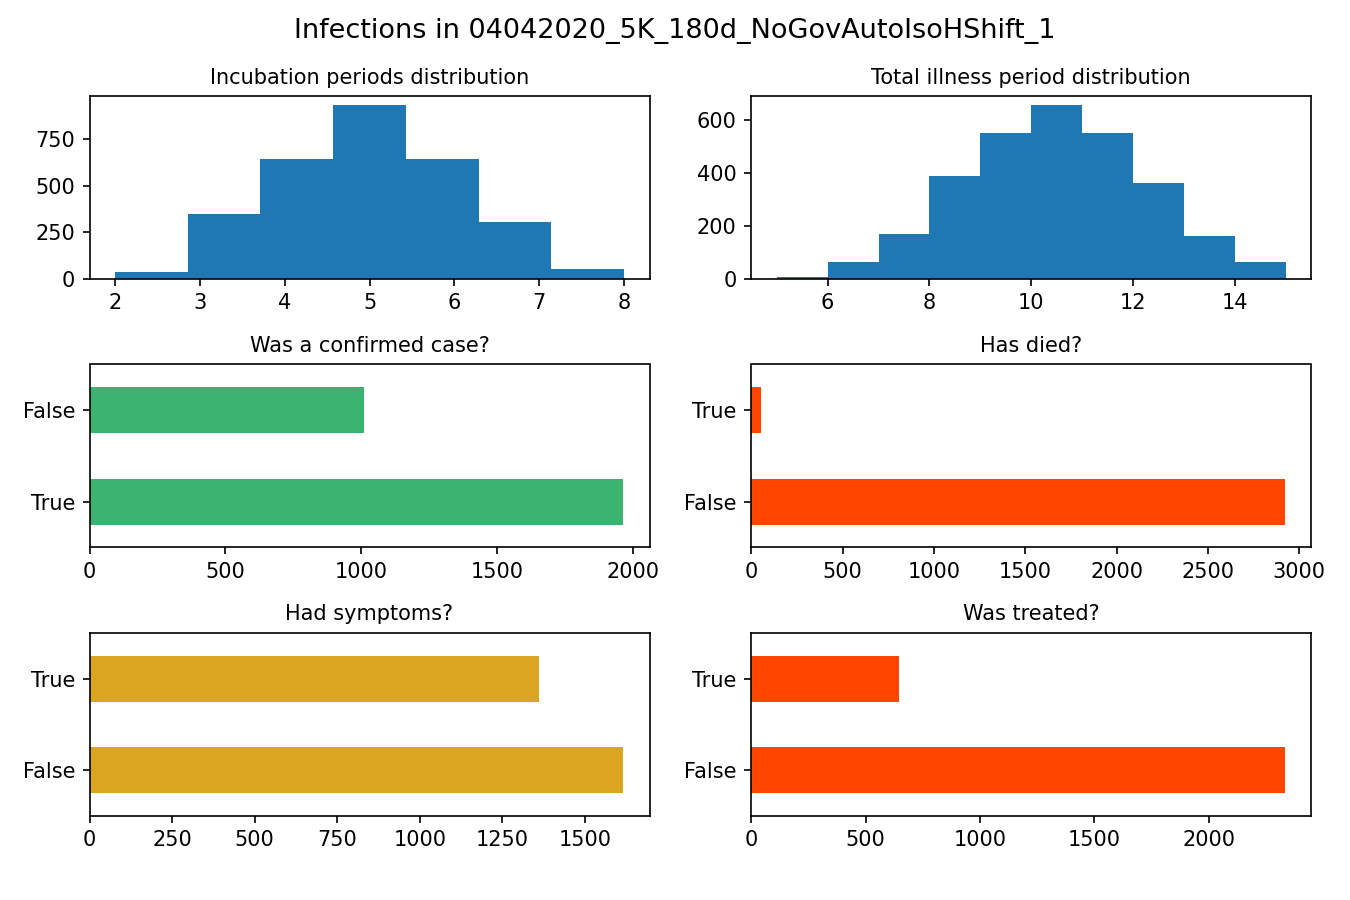 Infections in 04042020_5K_180d_NoGovAutoIsoHShift_1
Incubation periods distribution
750
500
250
0
2 3 4 5 6 7 8
Total illness period distribution
600
400
200
0
6 8 10 12 14
Was a confirmed case?
False
True
0 500 1000 1500 2000
Has died?
True
False
0 500 1000 1500 2000 2500 3000
Had symptoms?
True
False
0 250 500 750 1000 1250 1500
Was treated?
True
False
0 500 1000 1500 2000